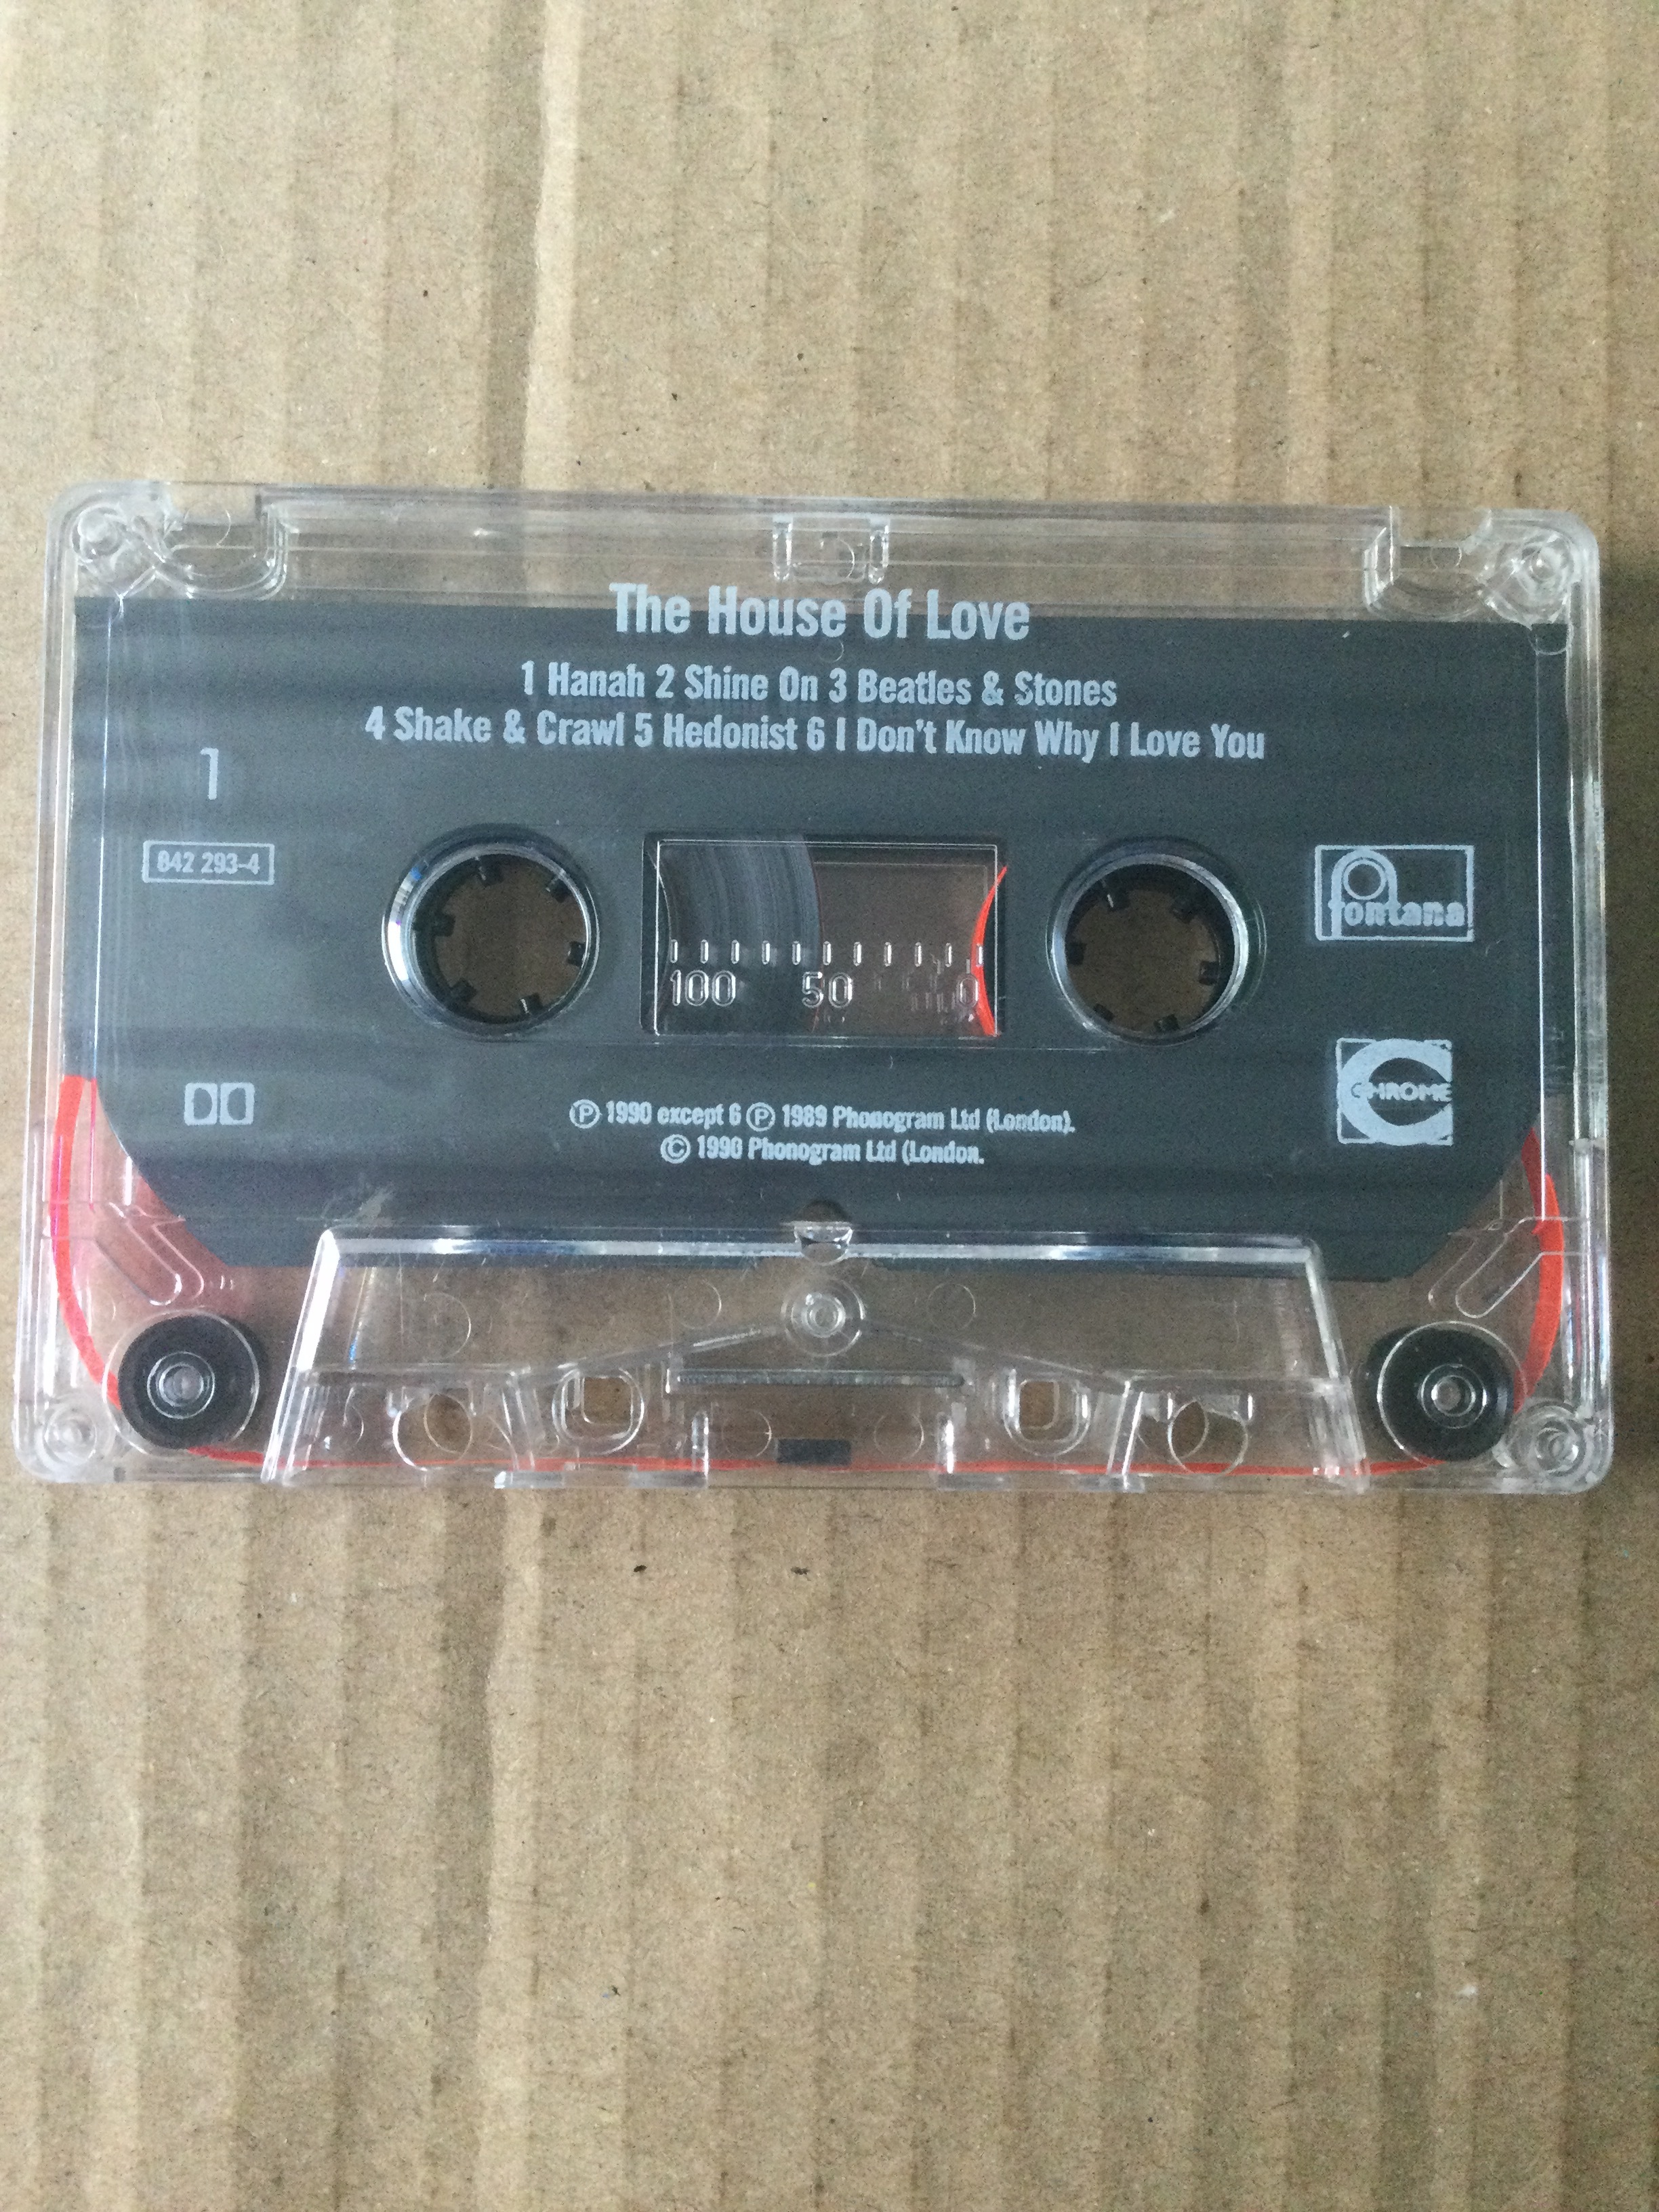 The House Of Love
1 Hanah 2 Shine On 3 Beatles & Stones
4 Shake & Crawl 5 Hedonist 6 I Don't Know Why I Love You
1
842 293-4
fontana
100 50 0
CHROME
Ⓟ 1990 except 6 Ⓟ 1989 Phonogram Ltd (London).
© 1990 Phonogram Ltd (London.